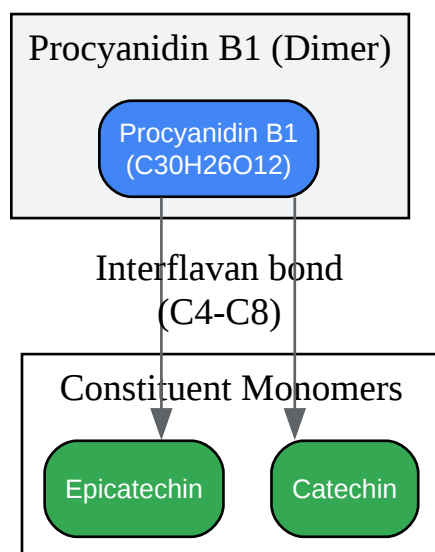 Procyanidin B1 (Dimer)
Procyanidin B1
(C30H26O12)
Interflavan bond
(C4-C8)
Constituent Monomers
Epicatechin
Catechin